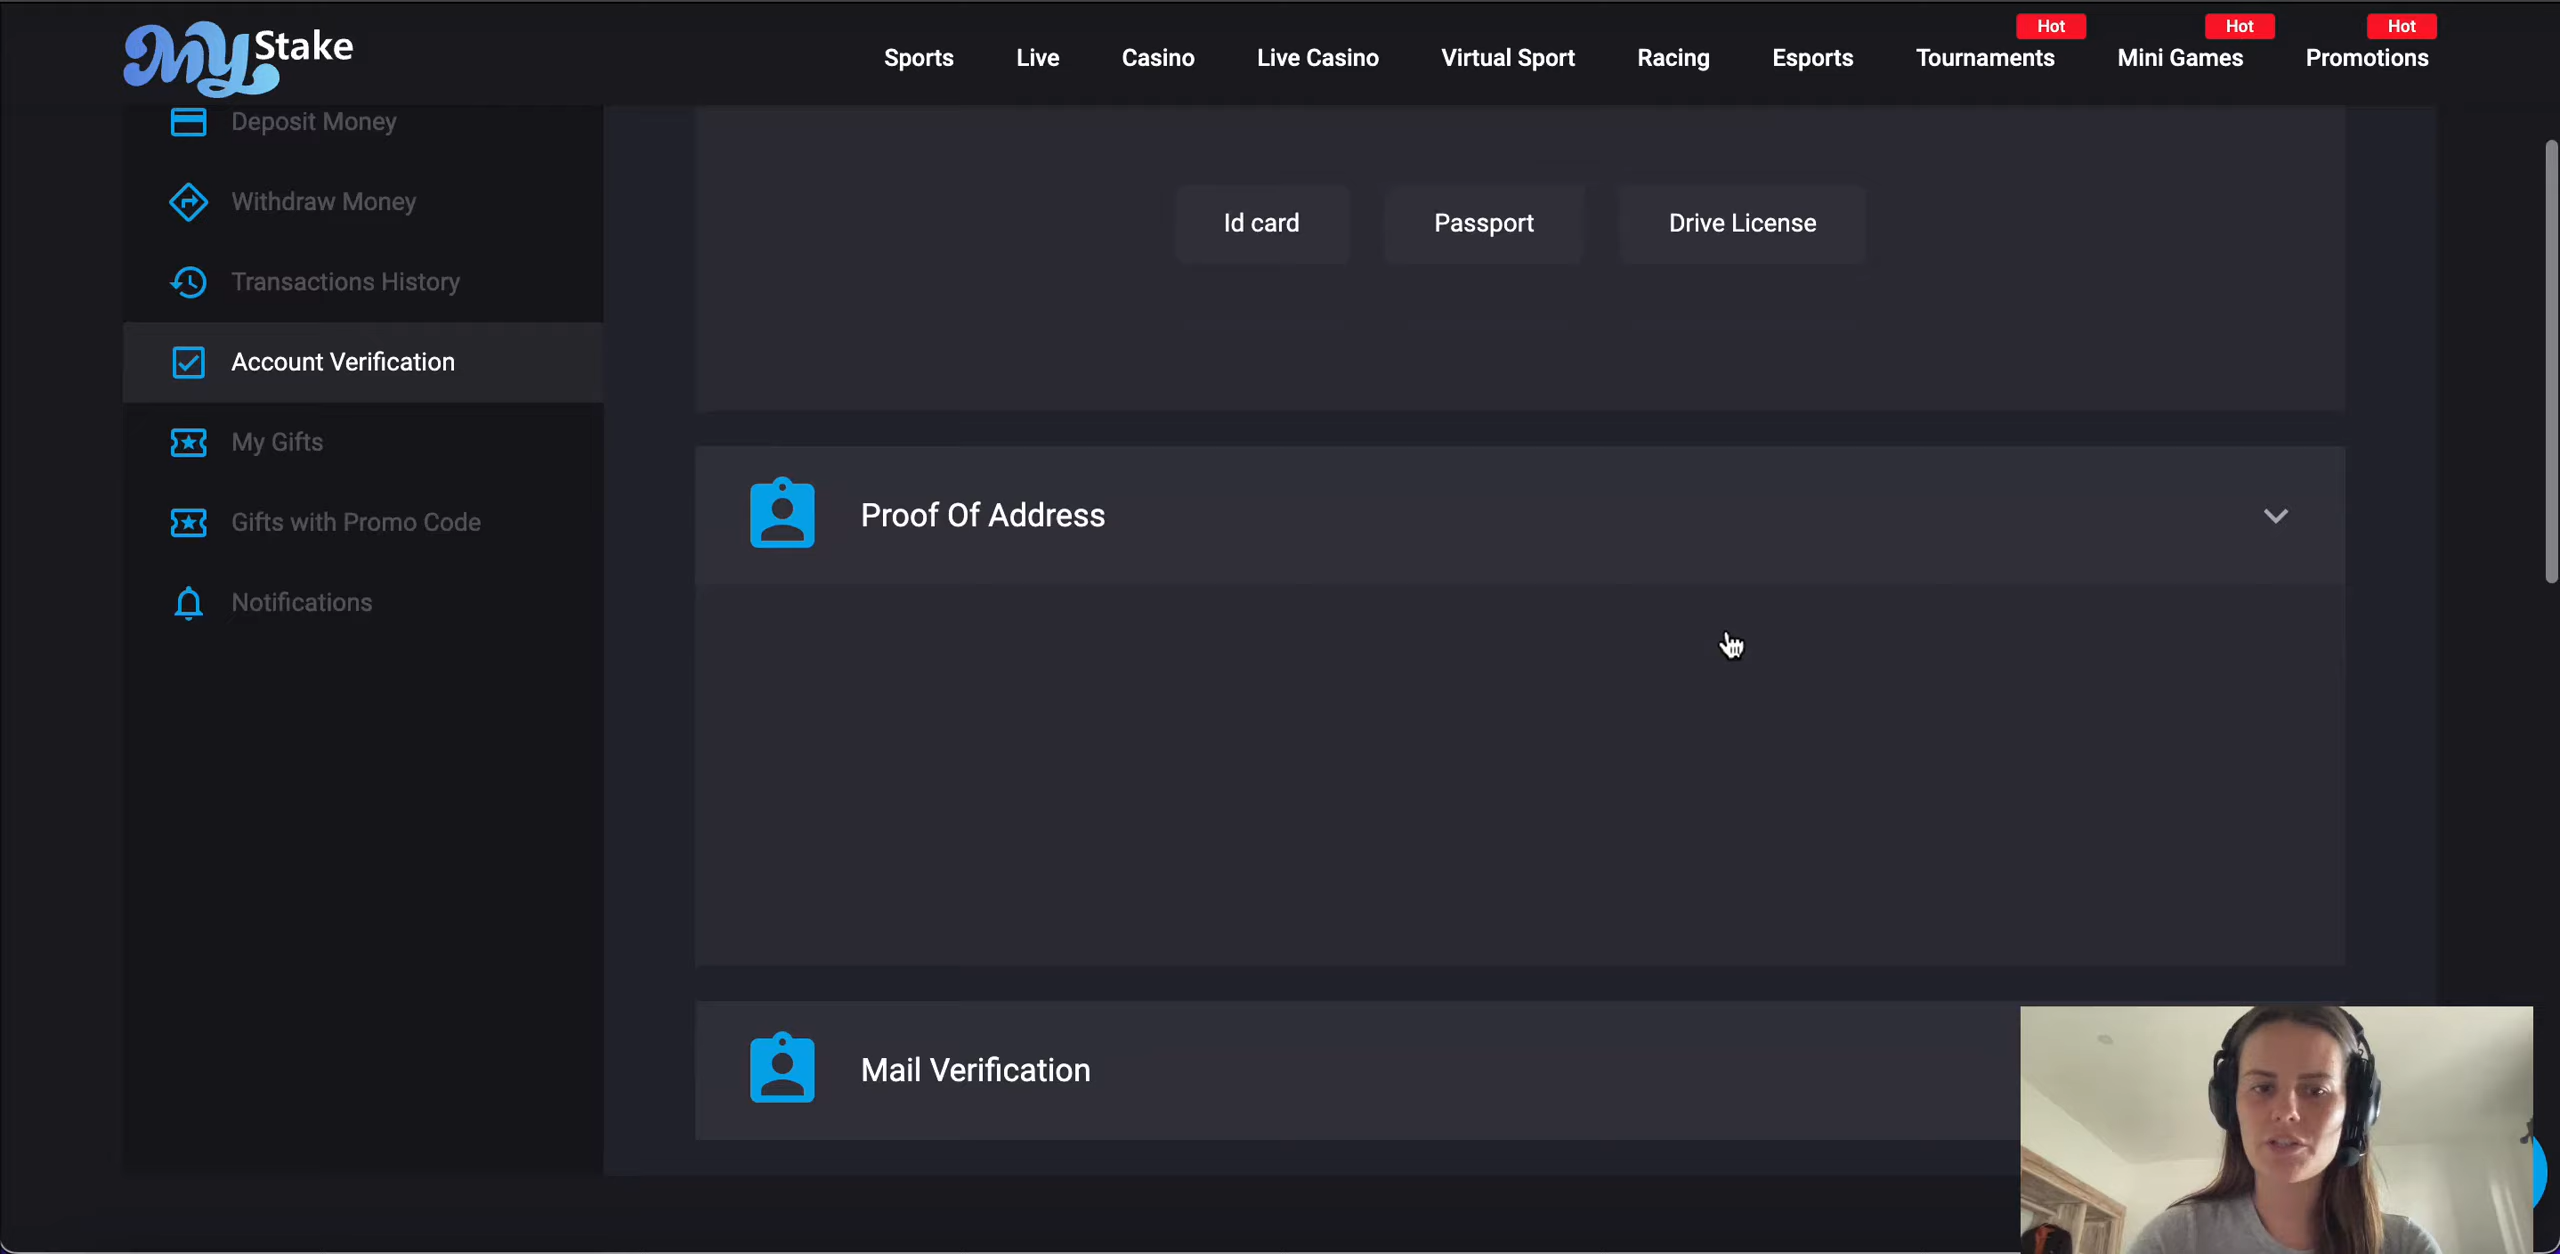 My Stake
Hot
Hot
Hot
Sports
Live
Casino
Live Casino
Virtual Sport
Racing
Esports
Tournaments
Mini Games
Promotions
Deposit Money
Withdraw Money
Transactions History
Account Verification
My Gifts
Gifts with Promo Code
Notifications
Id card
Passport
Drive License
Proof Of Address
Mail Verification